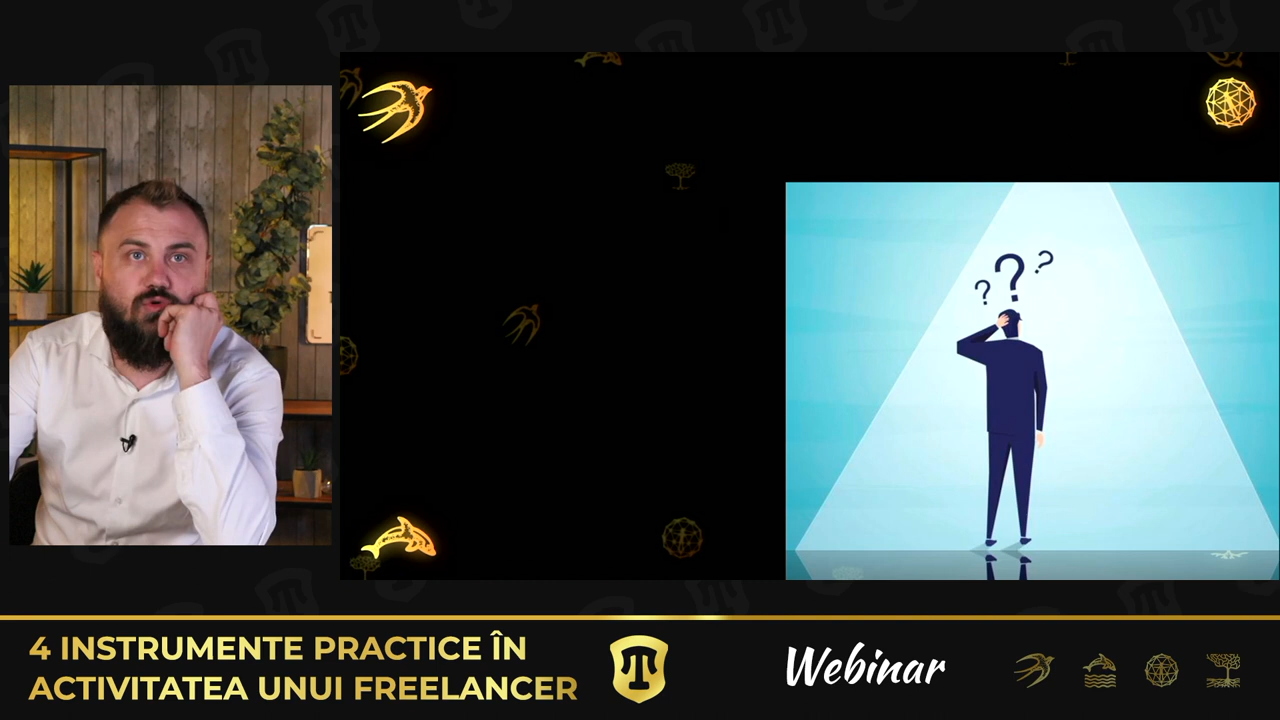 ? ? ?
4 INSTRUMENTE PRACTICE ÎN
ACTIVITATEA UNUI FREELANCER
T
Webinar